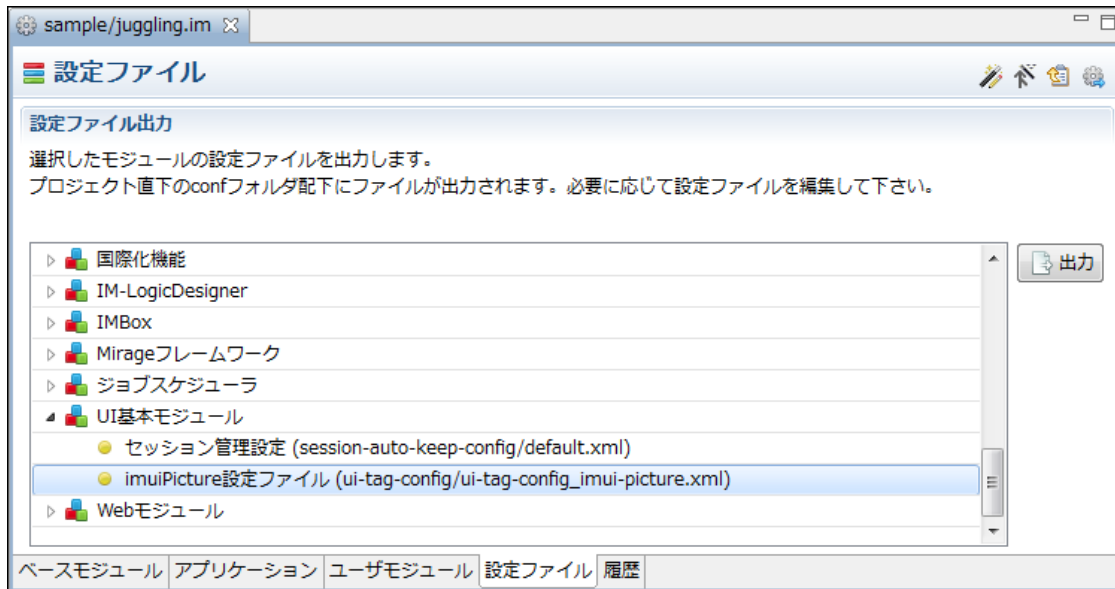 sample/juggling.im
設定ファイル
設定ファイル出力
選択したモジュールの設定ファイルを出力します。
プロジェクト直下のconfフォルダ配下にファイルが出力されます。必要に応じて設定ファイルを編集して下さい。
国際化機能
出力
IM-LogicDesigner
IMBox
Mirageフレームワーク
ジョブスケジューラ
UI基本モジュール
セッション管理設定 (session-auto-keep-config/default.xml)
imuiPicture設定ファイル (ui-tag-config/ui-tag-config_imui-picture.xml)
Webモジュール
ベースモジュール アプリケーション ユーザモジュール 設定ファイル 履歴